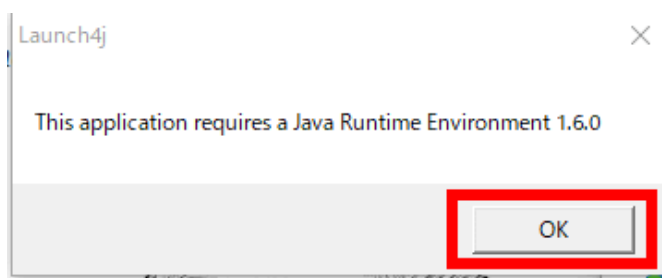 Launch4j
This application requires a Java Runtime Environment 1.6.0
OK